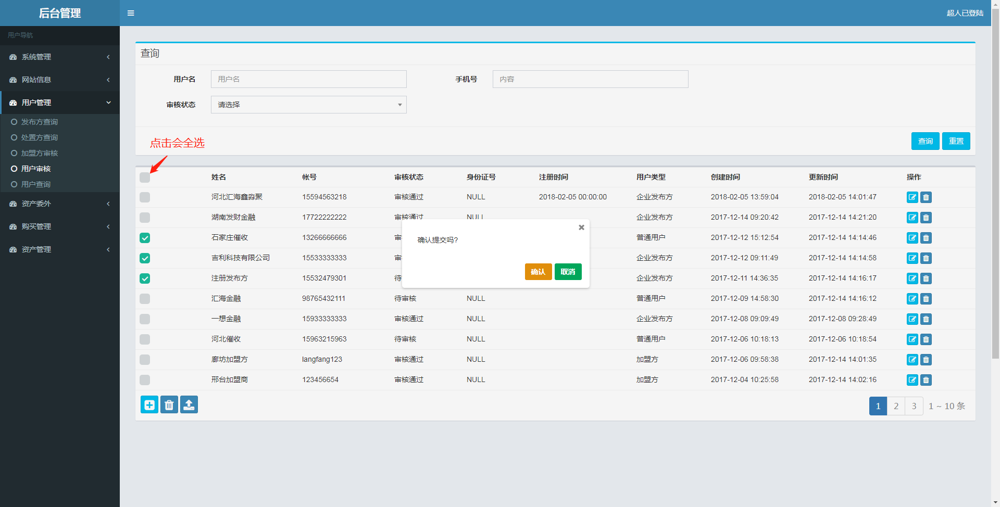 后台管理
超人已登陆
用户导航
系统管理
网站信息
用户管理
发布方查询
处置方查询
加盟方审核
用户审核
用户查询
资产委外
购买管理
资产管理
查询
用户名 用户名 手机号 内容
审核状态 请选择
点击会全选
查询 重置
姓名 帐号 审核状态 身份证号 注册时间 用户类型 创建时间 更新时间 操作
河北汇海鑫淼聚 15594563218 审核通过 NULL 2018-02-05 00:00:00 企业发布方 2018-02-05 13:59:04 2018-02-05 14:01:47
湖南发财金融 17722222222 审核通过 NULL 企业发布方 2017-12-14 09:20:42 2017-12-14 14:21:20
石家庄催收 13266666666 审 普通用户 2017-12-12 15:12:54 2017-12-14 14:14:46
吉利科技有限公司 15533333333 审 企业发布方 2017-12-12 09:11:49 2017-12-14 14:14:58
注册发布方 15532479301 待 企业发布方 2017-12-11 14:36:35 2017-12-14 14:16:17
汇海金融 98765432111 待审核 NULL 普通用户 2017-12-09 14:58:30 2017-12-14 14:16:12
一想金融 15933333333 审核通过 NULL 企业发布方 2017-12-08 09:09:49 2017-12-08 09:28:49
河北催收 15963215963 待审核 NULL 普通用户 2017-12-06 10:18:13 2017-12-06 10:18:54
廊坊加盟方 langfang123 审核通过 NULL 加盟方 2017-12-06 09:58:38 2017-12-14 14:01:35
邢台加盟商 123456654 审核通过 NULL 加盟方 2017-12-04 10:25:58 2017-12-14 14:02:16
确认提交吗?
确认 取消
1 2 3 1 ~ 10 条